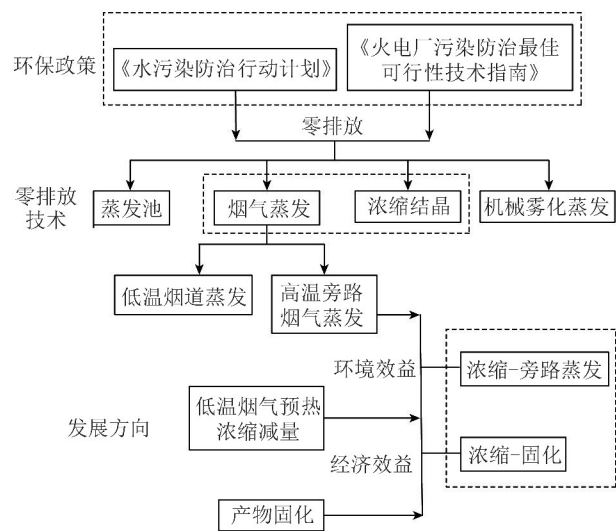 环保政策
《水污染防治行动计划》
《火电厂污染防治最佳
可行性技术指南》
零排放
零排放
技术
蒸发池
烟气蒸发
浓缩结晶
机械雾化蒸发
低温烟道蒸发
高温旁路
烟气蒸发
环境效益
浓缩-旁路蒸发
发展方向
低温烟气预热
浓缩减量
经济效益
浓缩-固化
产物固化